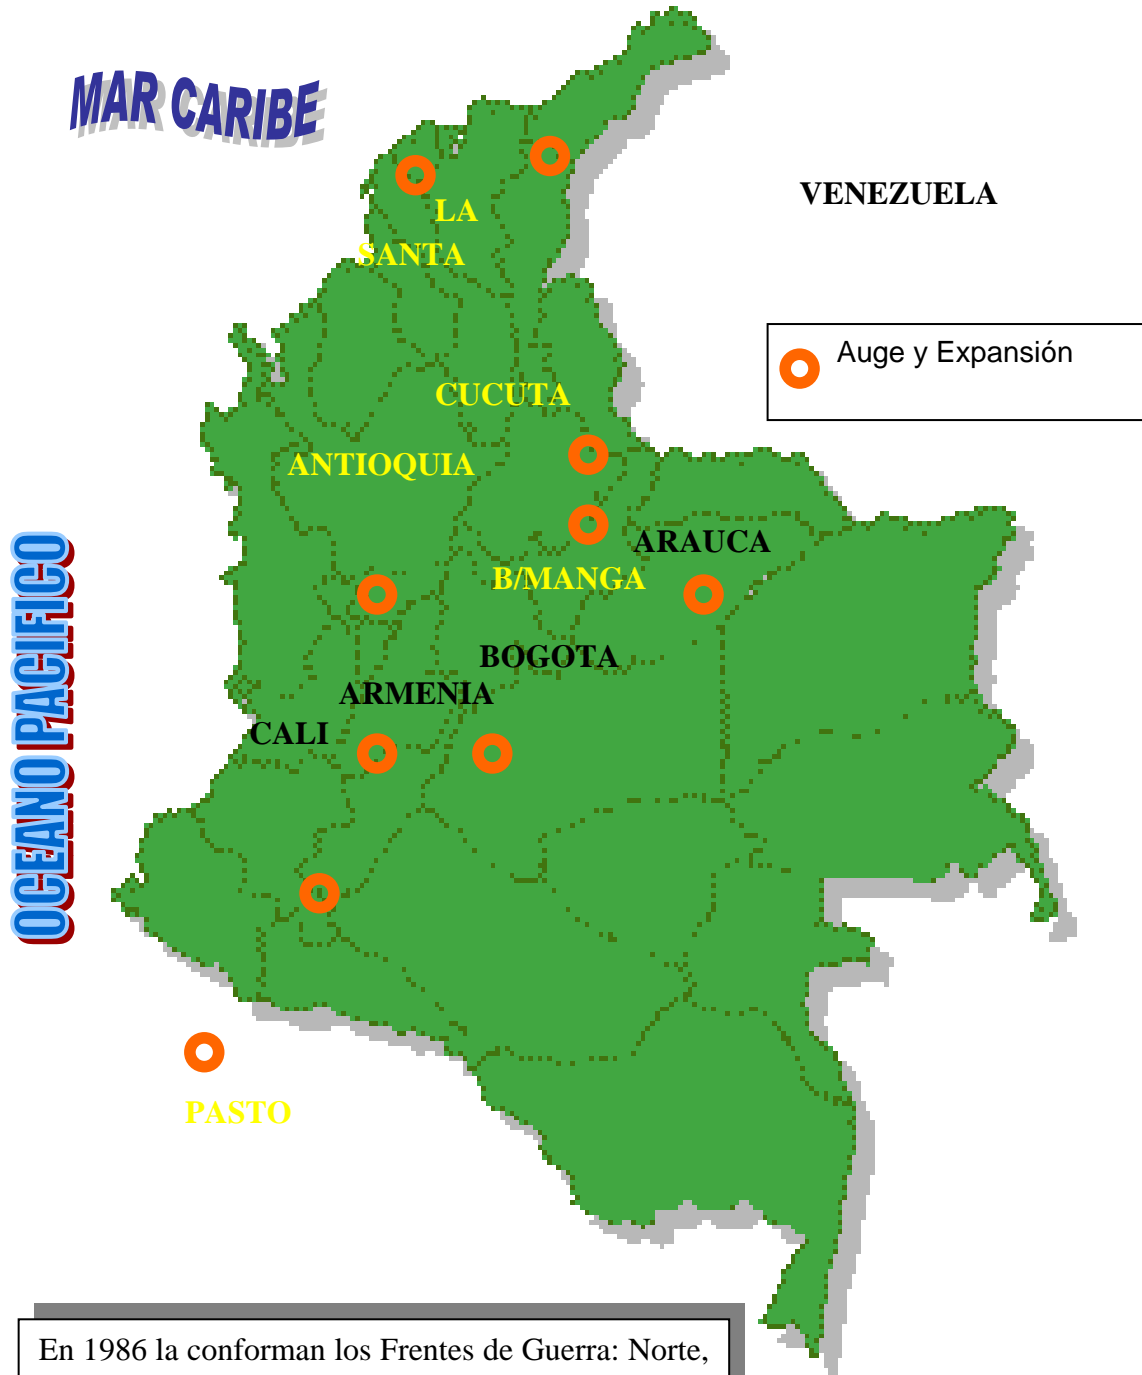 MAR CARIBE
VENEZUELA
LA
SANTA
Auge y Expansión
CUCUTA
ANTIOQUIA
ARAUCA
B/MANGA
OCEANO PACIFICO
BOGOTA
ARMENIA
CALI
PASTO
En 1986 la conforman los Frentes de Guerra: Norte,